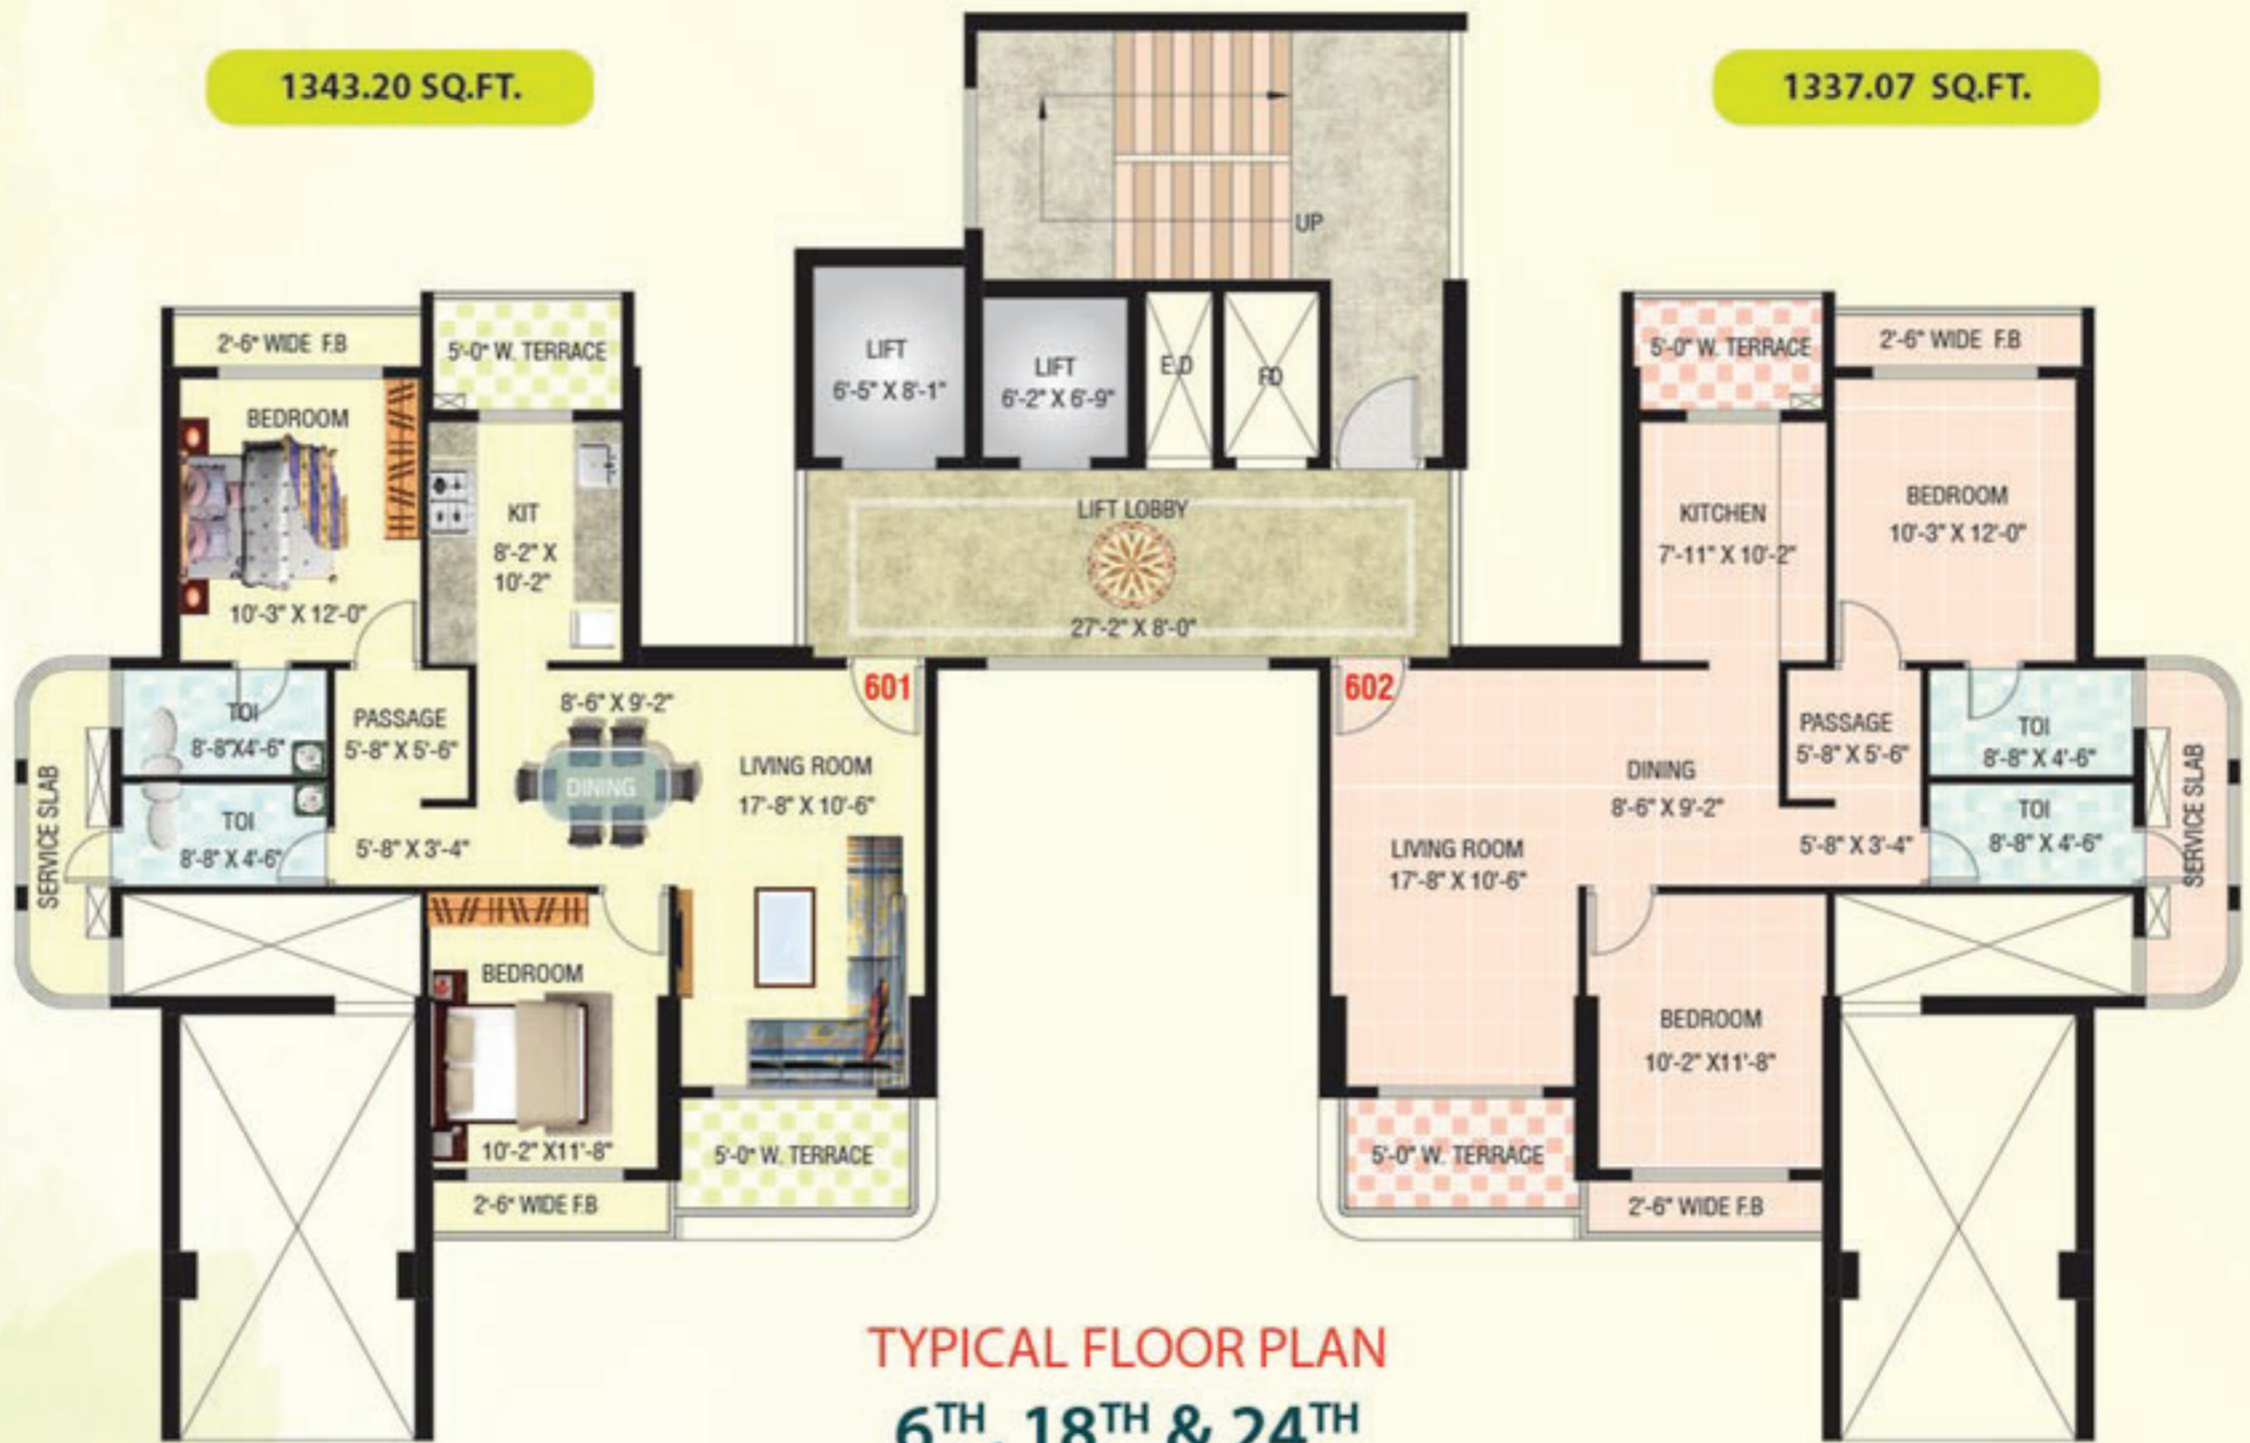 1343.20 SQ.FT.
1337.07 SQ.FT.
UP
2'-6" WIDE F.B
5'-0" W. TERRACE
BEDROOM
10'-3" X 12'-0"
KIT
8'-2" X
10'-2"
LIFT
6'-5" X 8'-1"
LIFT
6'-2" X 6'-9"
E.D
F.D
LIFT LOBBY
27'-2" X 8'-0"
5'-0" W. TERRACE
2'-6" WIDE F.B
KITCHEN
7'-11" X 10'-2"
BEDROOM
10'-3" X 12'-0"
SERVICE SLAB
TOI
8'-8"X4'-6"
PASSAGE
5'-8" X 5'-6"
8'-6" X 9'-2"
DINING
601
LIVING ROOM
17'-8" X 10'-6"
TOI
8'-8" X 4'-6"
5'-8" X 3'-4"
BEDROOM
10'-2" X11'-8"
2'-6" WIDE F.B
5'-0" W. TERRACE
602
DINING
8'-6" X 9'-2"
LIVING ROOM
17'-8" X 10'-6"
PASSAGE
5'-8" X 5'-6"
5'-8" X 3'-4"
TOI
8'-8" X 4'-6"
TOI
8'-8" X 4'-6"
SERVICE SLAB
BEDROOM
10'-2" X11'-8"
5'-0" W. TERRACE
2'-6" WIDE F.B
TYPICAL FLOOR PLAN
6TH, 18TH & 24TH